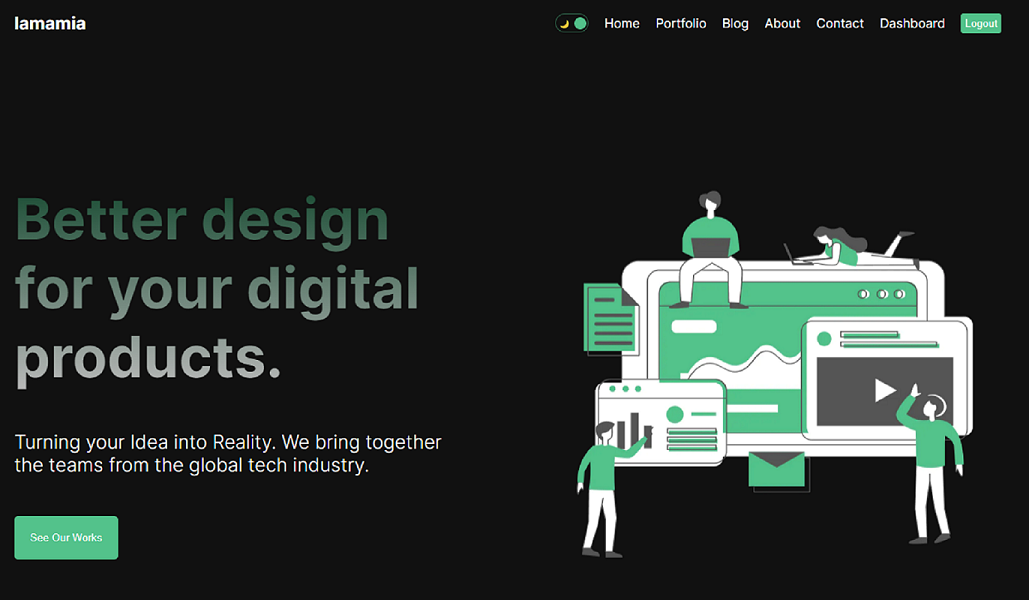 lamamia
Home Portfolio Blog About Contact Dashboard Logout
Better design
for your digital
products.
Turning your Idea into Reality. We bring together
the teams from the global tech industry.
See Our Works